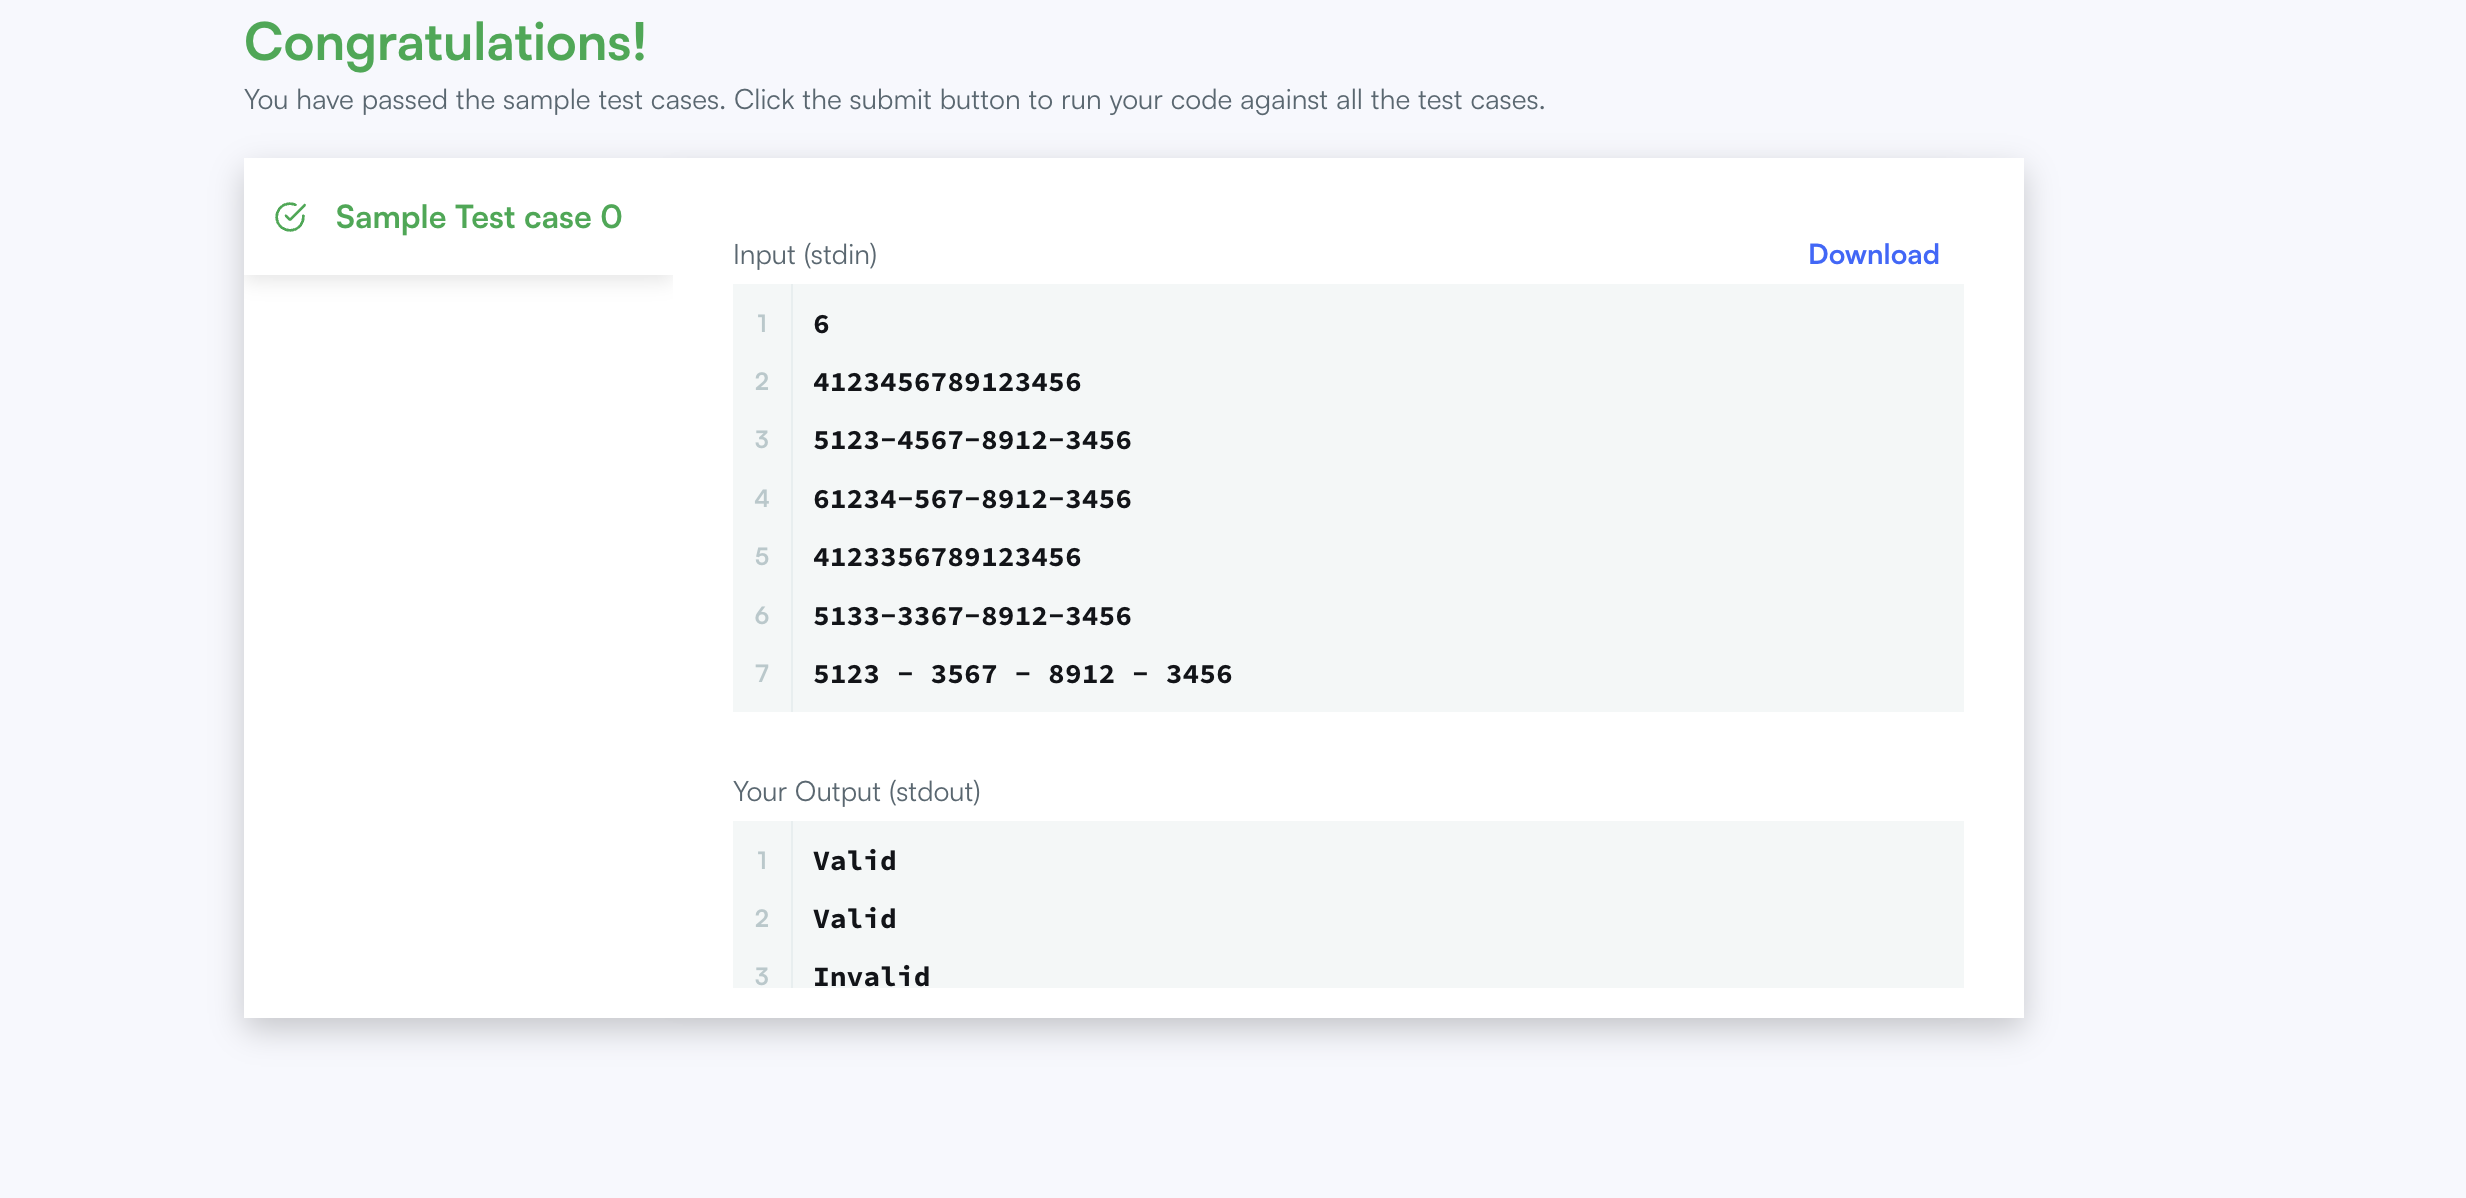 Congratulations!
You have passed the sample test cases. Click the submit button to run your code against all the test cases.
Sample Test case 0
Input (stdin)
Download
1 6
2 4123456789123456
3 5123-4567-8912-3456
4 61234-567-8912-3456
5 4123356789123456
6 5133-3367-8912-3456
7 5123 - 3567 - 8912 - 3456
Your Output (stdout)
1 Valid
2 Valid
3 Invalid